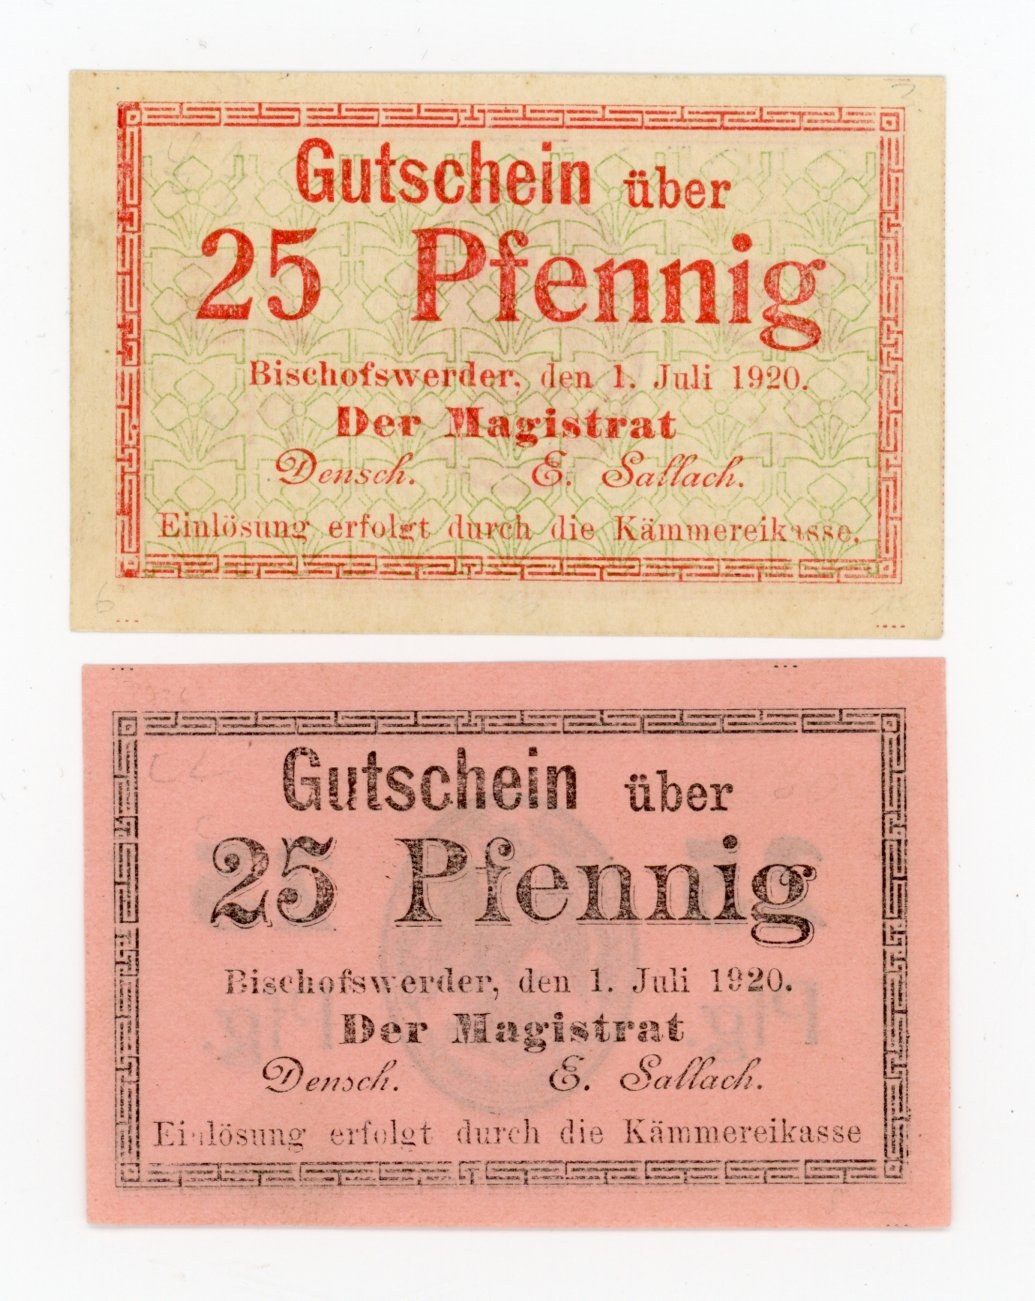 Gutschein über
25 Pfennig
Bischofswerder, den 1. Juli 1920.
Der Magistrat
Densch. E. Sallach.
Einlösung erfolgt durch die Kämmereikasse.
Gutschein über
25 Pfennig
Bischofswerder, den 1. Juli 1920.
Der Magistrat
Densch. E. Sallach.
Einlösung erfolgt durch die Kämmereikasse